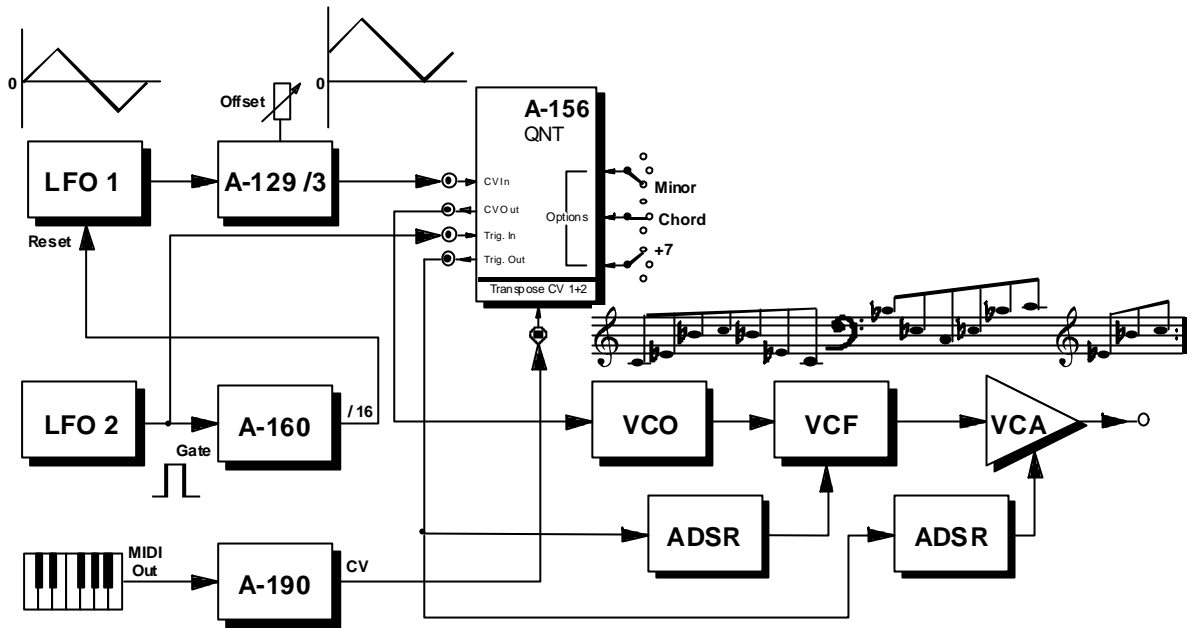 0
0
Offset
A-156
QNT
LFO 1
A-129 /3
CV In
CV Out
Trig. In
Trig. Out
Options
Minor
Chord
+7
Reset
Transpose CV 1+2
LFO 2
A-160
/ 16
Gate
VCO
VCF
VCA
ADSR
ADSR
MIDI
Out
A-190
CV